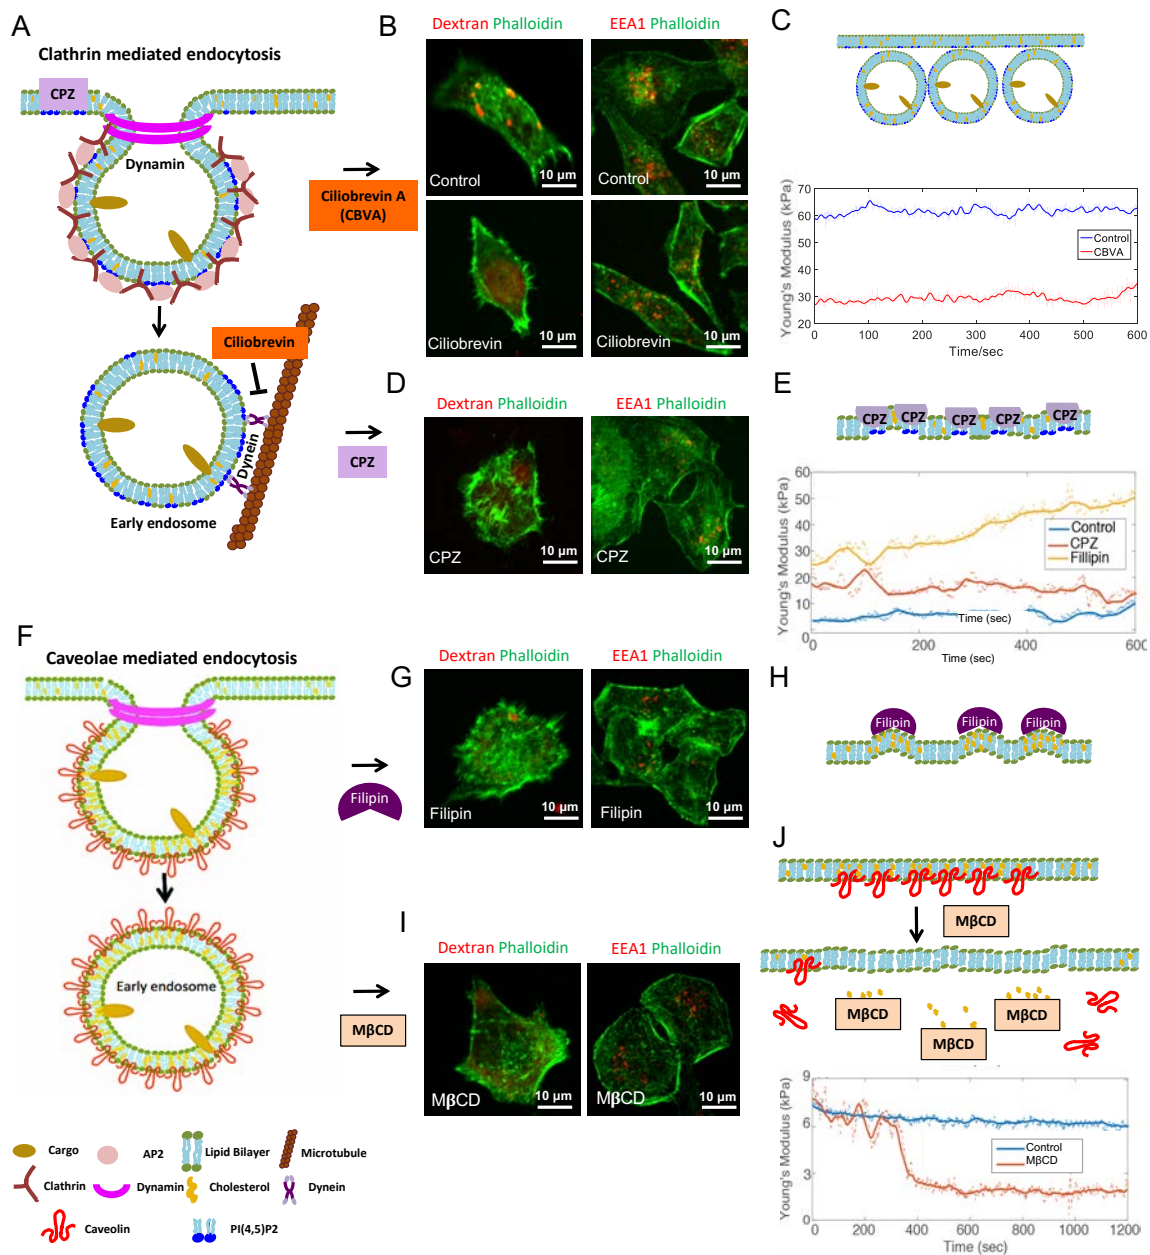 A
Clathrin mediated endocytosis
CPZ
Dynamin
Ciliobrevin A
(CBVA)
Ciliobrevin
Dynein
Early endosome
CPZ
B
Dextran Phalloidin
EEA1 Phalloidin
Control
10 µm
Control
10 µm
Ciliobrevin
10 µm
Ciliobrevin
10 µm
C
Young's Modulus (kPa)
70
60
50
40
30
20
0
100
200
300
400
500
600
Time/sec
Control
CBVA
D
Dextran Phalloidin
EEA1 Phalloidin
CPZ
10 µm
CPZ
10 µm
E
CPZ
CPZ
CPZ
CPZ
CPZ
Young's Modulus (kPa)
60
50
40
30
20
10
0
0
200
400
600
Time (sec)
Time (sec)
Control
CPZ
Fillipin
F
Caveolae mediated endocytosis
Early endosome
Filipin
MβCD
G
Dextran Phalloidin
EEA1 Phalloidin
Filipin
10 µm
Filipin
10 µm
H
Filipin
Filipin
Filipin
I
Dextran Phalloidin
EEA1 Phalloidin
MβCD
10 µm
MβCD
10 µm
J
MβCD
MβCD
MβCD
MβCD
Young's Modulus (kPa)
9
6
3
0
0
200
400
600
800
1000
1200
Time (sec)
Control
MβCD
Cargo
AP2
Lipid Bilayer
Microtubule
Clathrin
Dynamin
Cholesterol
Dynein
Caveolin
PI(4,5)P2